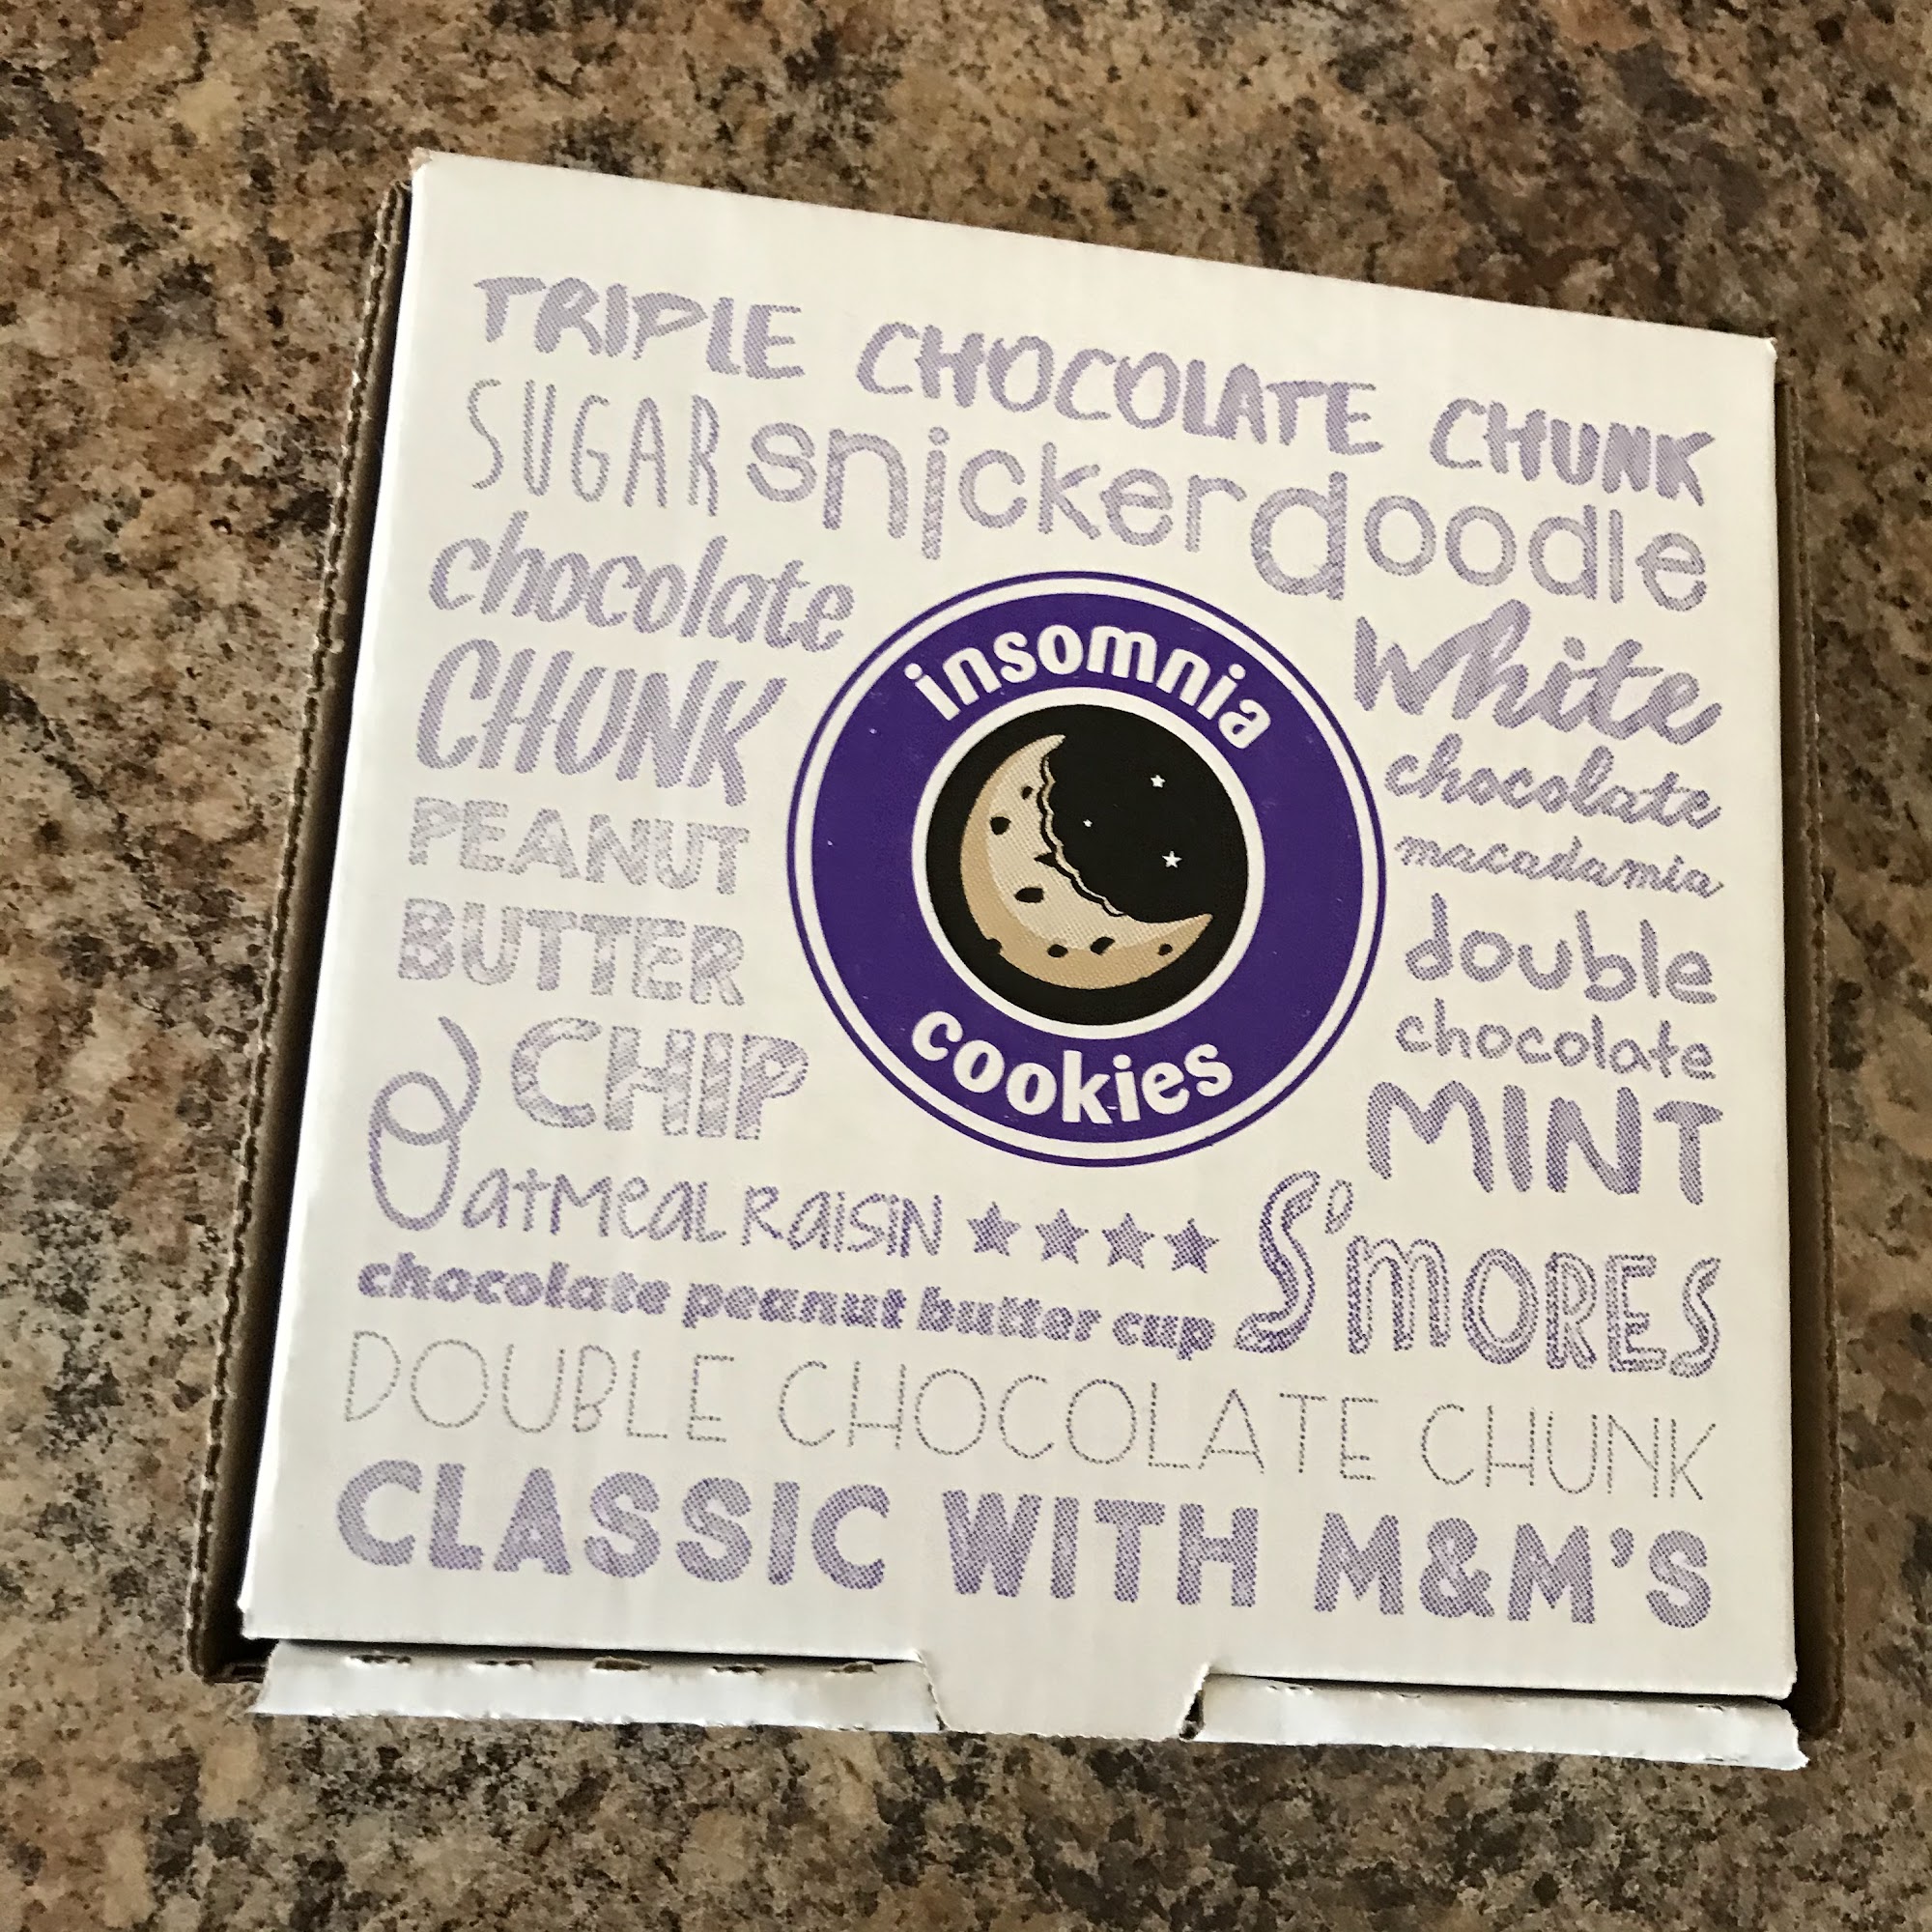 TRIPLE CHOCOLATE CHUNK
SUGAR snickerdoodle
chocolate
CHUNK
PEANUT
BUTTER
CHIP
insomnia
cookies
White
chocolate
macadamia
double
chocolate
MINT
Oatmeal Raisin
S'mores
chocolate peanut butter cup
DOUBLE CHOCOLATE CHUNK
CLASSIC WITH M&M'S